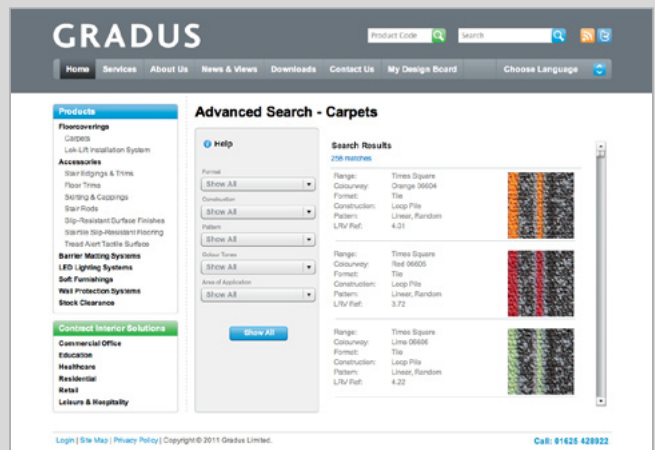 GRADUS
Product Code
Search
Home Services About Us News & Views Downloads Contact Us My Design Board Choose Language
Products
Floorcoverings
Carpets
Lok-Lift Installation System
Accessories
Stair Edgings & Trims
Floor Trims
Skirting & Cappings
Stair Rods
Slip-Resistant Surface Finishes
Startile Slip-Resistant Flooring
Tread Alert Tactile Surface
Barrier Matting Systems
LED Lighting Systems
Soft Furnishings
Wall Protection Systems
Stock Clearance
Contract Interior Solutions
Commercial Office
Education
Healthcare
Residential
Retail
Leisure & Hospitality
Advanced Search - Carpets
Help
Format
Show All
Construction
Show All
Pattern
Show All
Colour Tones
Show All
Area of Application
Show All
Show All
Search Results
256 matches
Range: Times Square
Colourway: Orange 06604
Format: Tile
Construction: Loop Pile
Pattern: Linear, Random
LRV Ref: 4.31
Range: Times Square
Colourway: Red 06605
Format: Tile
Construction: Loop Pile
Pattern: Linear, Random
LRV Ref: 3.72
Range: Times Square
Colourway: Lime 06606
Format: Tile
Construction: Loop Pile
Pattern: Linear, Random
LRV Ref: 4.22
Login | Site Map | Privacy Policy | Copyright © 2011 Gradus Limited.
Call: 01625 428922